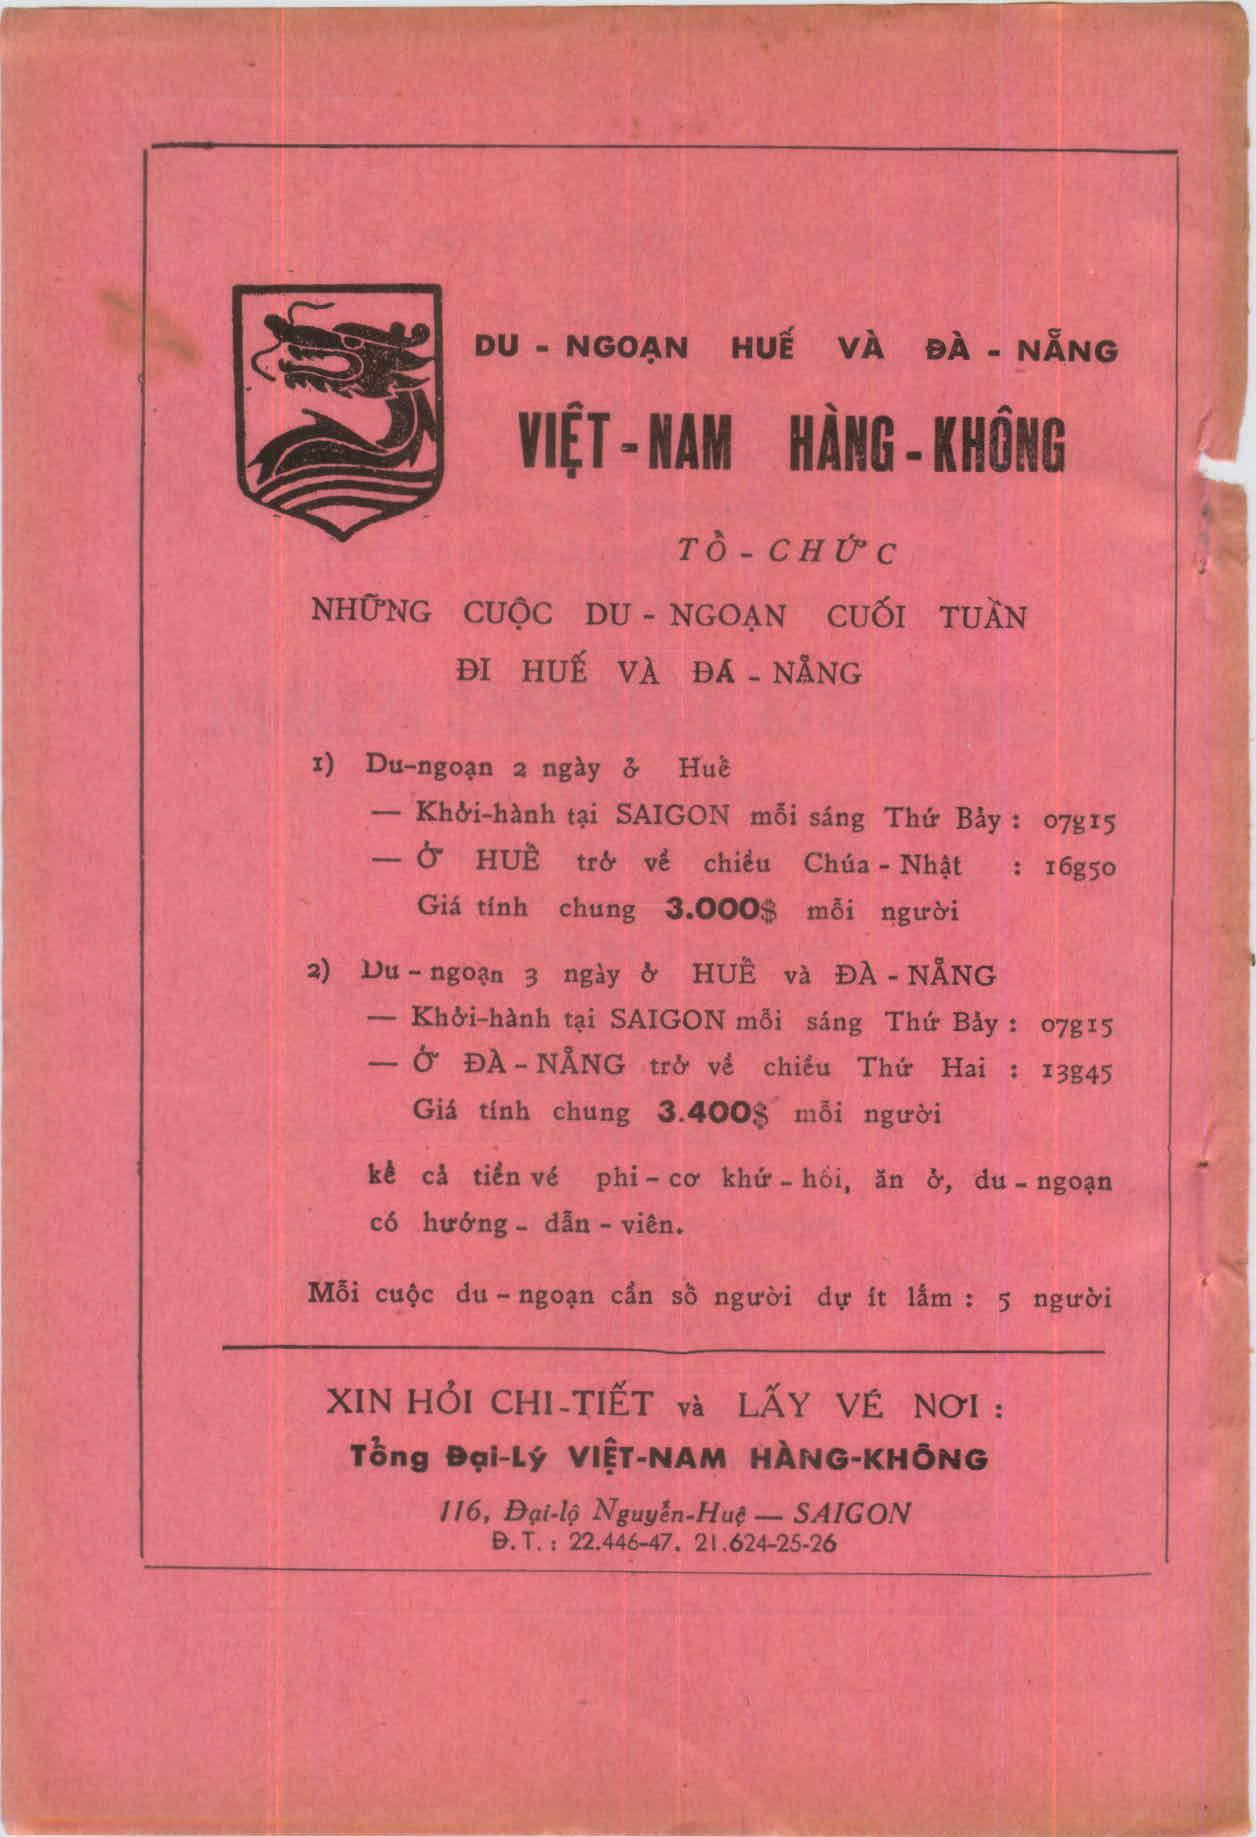 DU - NGOẠN HUẾ VÀ ĐÀ - NẴNG
VIỆT - NAM HÀNG - KHÔNG
TỔ - CHỨC
NHỮNG CUỘC DU - NGOẠN CUỐI TUẦN
ĐI HUẾ VÀ ĐÁ - NẴNG
1) Du-ngoạn 2 ngày ở Huề
— Khởi-hành tại SAIGON mỗi sáng Thứ Bảy : 07g15
— Ở HUỀ trở về chiều Chúa - Nhật : 16g50
Giá tính chung 3.000$ mỗi người
2) Du - ngoạn 3 ngày ở HUỀ và ĐÀ - NẴNG
— Khởi-hành tại SAIGON mỗi sáng Thứ Bảy : 07g15
— Ở ĐÀ - NẴNG trở về chiều Thứ Hai : 13g45
Giá tính chung 3.400$ mỗi người
kể cả tiền vé phi - cơ khứ - hồi, ăn ở, du - ngoạn
có hướng - dẫn - viên.
Mỗi cuộc du - ngoạn cần số người dự ít lắm : 5 người
XIN HỎI CHI-TIẾT và LẤY VÉ NƠI :
Tổng Đại-Lý VIỆT-NAM HÀNG-KHÔNG
116, Đại-lộ Nguyễn-Huệ — SAIGON
Đ.T. : 22.446-47. 21.624-25-26